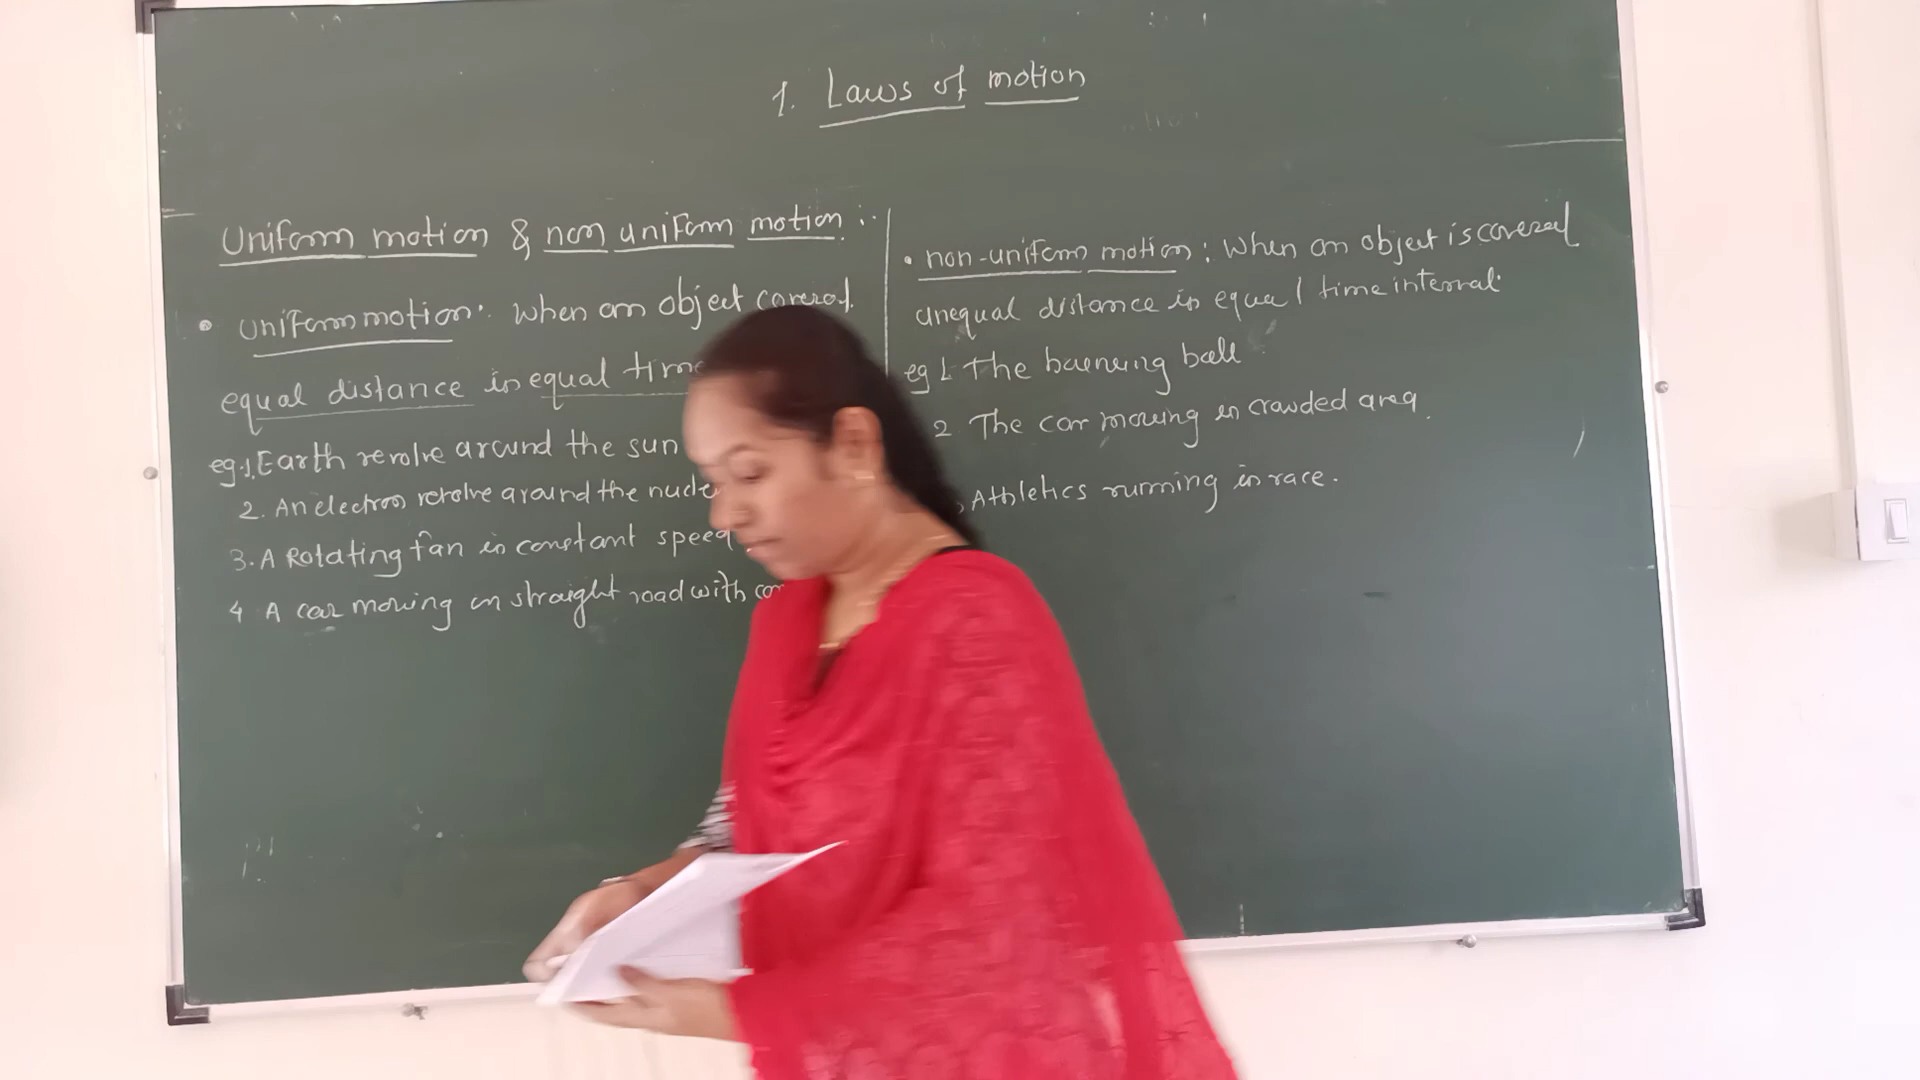 1. Laws of motion
Uniform motion & non uniform motion :-
• Uniform motion: When an object covered
equal distance in equal time
eg:1. Earth revolve around the sun
2. An electron revolve around the nucle
3. A Rotating fan in constant speed
4 A car moving on straight road with con
• non-uniform motion : When an object is covered
unequal distance in equal time interval.
eg 1. The ball
2 The car moving in crowded area.
Athletics running in race.